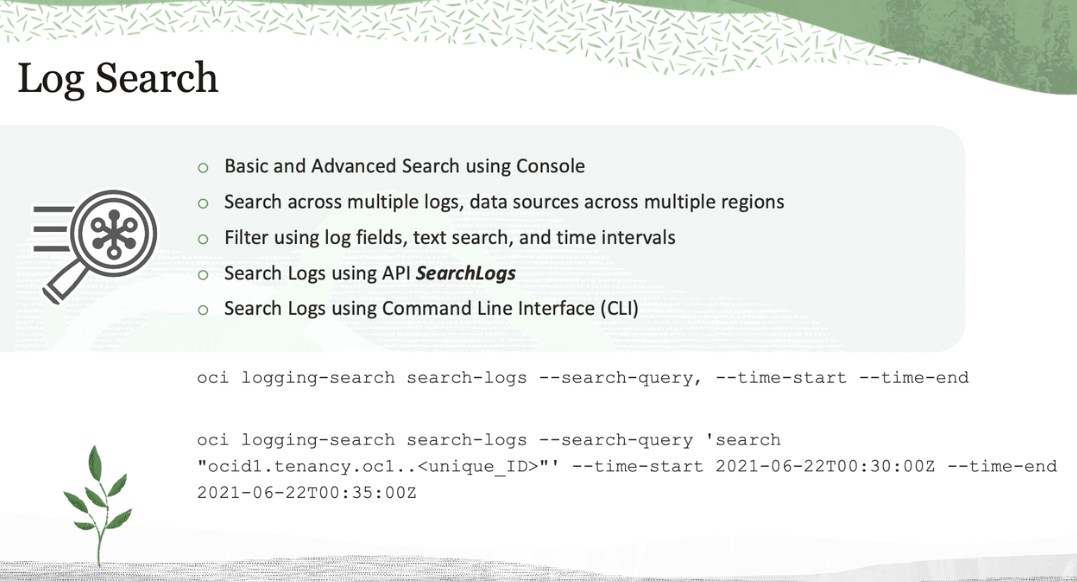 Log Search
Basic and Advanced Search using Console
Search across multiple logs, data sources across multiple regions
Filter using log fields, text search, and time intervals
Search Logs using API SearchLogs
Search Logs using Command Line Interface (CLI)
oci logging-search search-logs --search-query, --time-start --time-end
oci logging-search search-logs --search-query 'search
"ocid1.tenancy.oc1..<unique_ID>"' --time-start 2021-06-22T00:30:00Z --time-end
2021-06-22T00:35:00Z